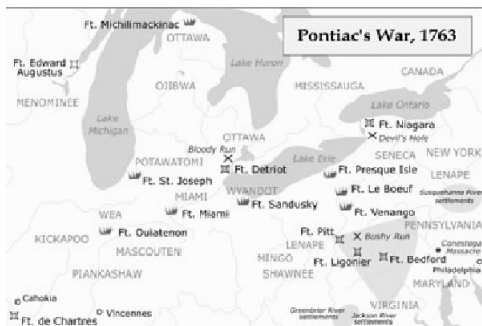 Pontiac's War, 1763
Ft. Michilimackinac
OTTAWA
Ft. Edward
Augustus
Lake Huron
CANADA
OJIBWA
MISSISSAUGA
MENOMINEE
Lake Ontario
Lake
Michigan
Ft. Niagara
Devil's Hole
Bloody Run
OTTAWA
SENECA
NEW YORK
POTAWATOMI
Lake Erie
Ft. Detriot
Ft. Presque Isle
LENAPE
Ft. St. Joseph
WYANDOT
Ft. Le Boeuf
Susquehanna River
settlements
MIAMI
Ft. Sandusky
WEA
Ft. Miami
Ft. Venango
PENNSYLVANIA
Ft. Ouiatenon
Ft. Pitt
Bushy Run
KICKAPOO
LENAPE
Conestoga
Massacre
MASCOUTEN
MINGO
Ft. Ligonier
Ft. Bedford
Philadelphia
PIANKASHAW
SHAWNEE
MARYLAND
Cahokia
VIRGINIA
Vincennes
Greenbrier River
settlements
Jackson River
settlements
Ft. de Chartres